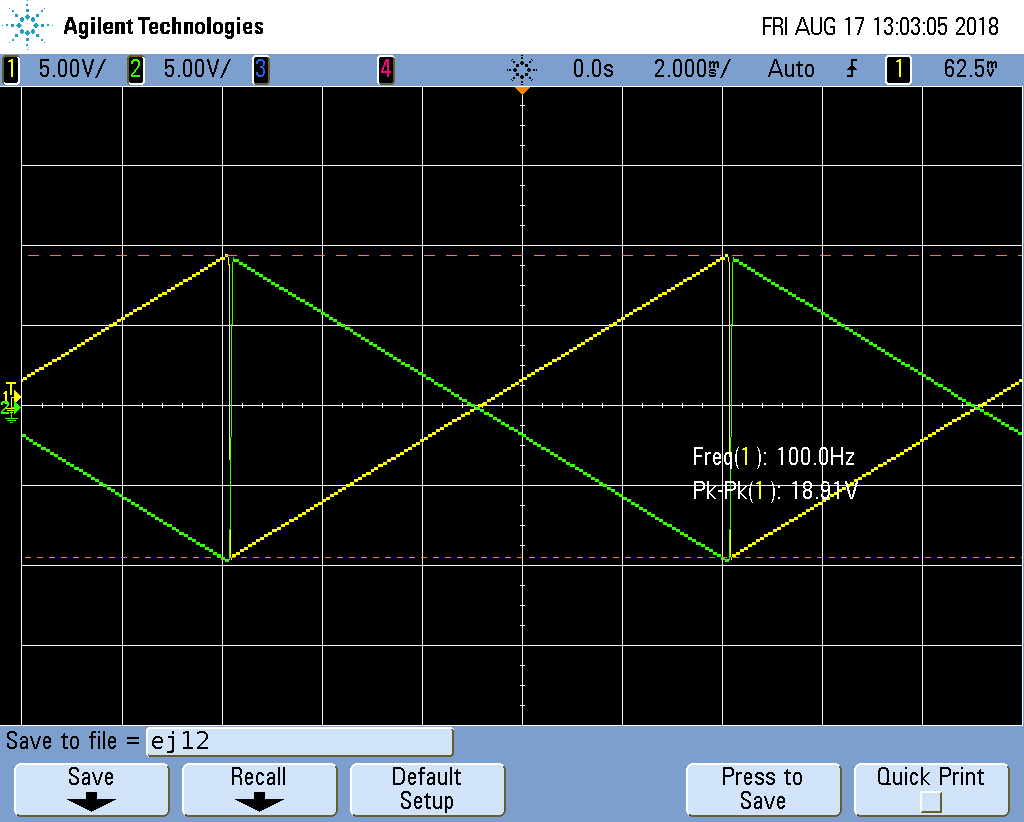 Agilent Technologies
FRI AUG 17 13:03:05 2018
1 5.00V/ 2 5.00V/ 3 4 0.0s 2.000ms/ Auto 1 62.5mV
T
1
2
Freq(1): 100.0Hz
Pk-Pk(1): 18.91V
Save to file = ej12
Save Recall Default Setup Press to Save Quick Print